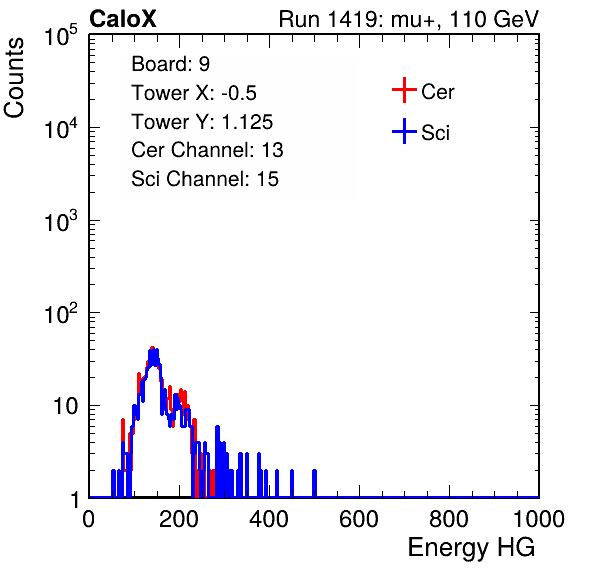 CaloX Run 1419: mu+, 110 GeV
Board: 9
Tower X: -0.5
Tower Y: 1.125
Cer Channel: 13
Sci Channel: 15
Cer
Sci
Counts
10^5
10^4
10^3
10^2
10
1
0 200 400 600 800 1000
Energy HG